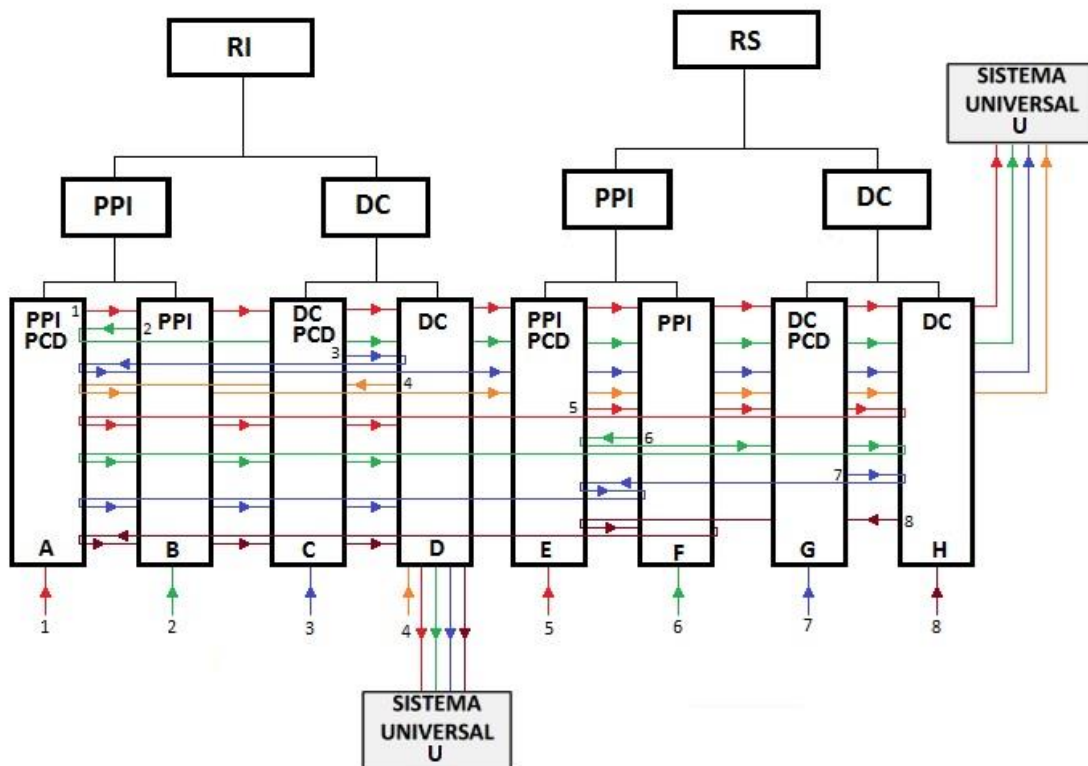 RI
RS
SISTEMA
UNIVERSAL
U
PPI
DC
PPI
DC
PPI
PCD
PPI
DC
PCD
DC
PPI
PCD
PPI
DC
PCD
DC
1
2
3
4
5
6
7
8
A
B
C
D
E
F
G
H
1
2
3
4
5
6
7
8
SISTEMA
UNIVERSAL
U